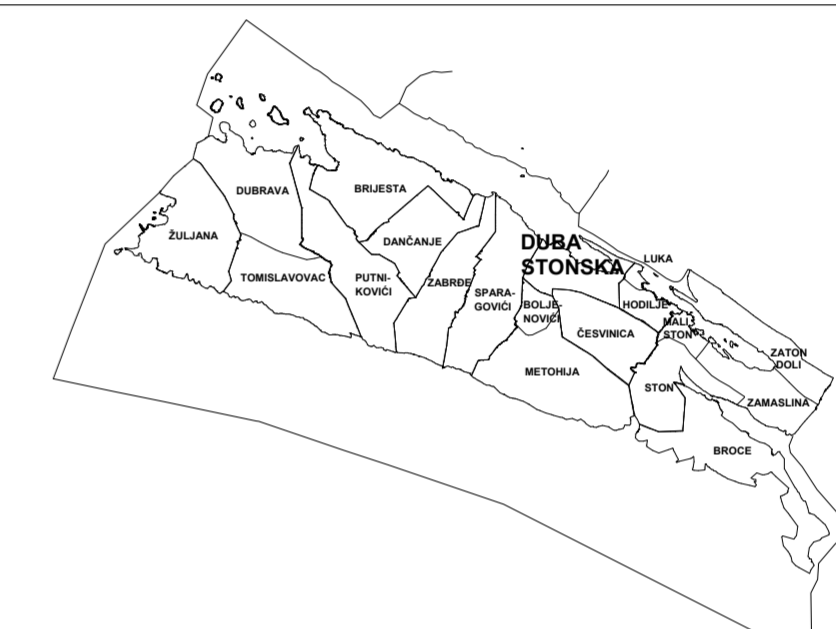 DUBRAVA
BRIJESTA
ŽULJANA
DANČANJE
DUBA
STONSKA
LUKA
TOMISLAVOVAC
PUTNI-
KOVIĆI
ZABRĐE
SPARA-
GOVIĆI
BOLJE-
NOVIĆI
HODILJE
ČESVINICA
MALI
STON
ZATON
DOLI
METOHIJA
STON
ZAMASLINA
BROCE